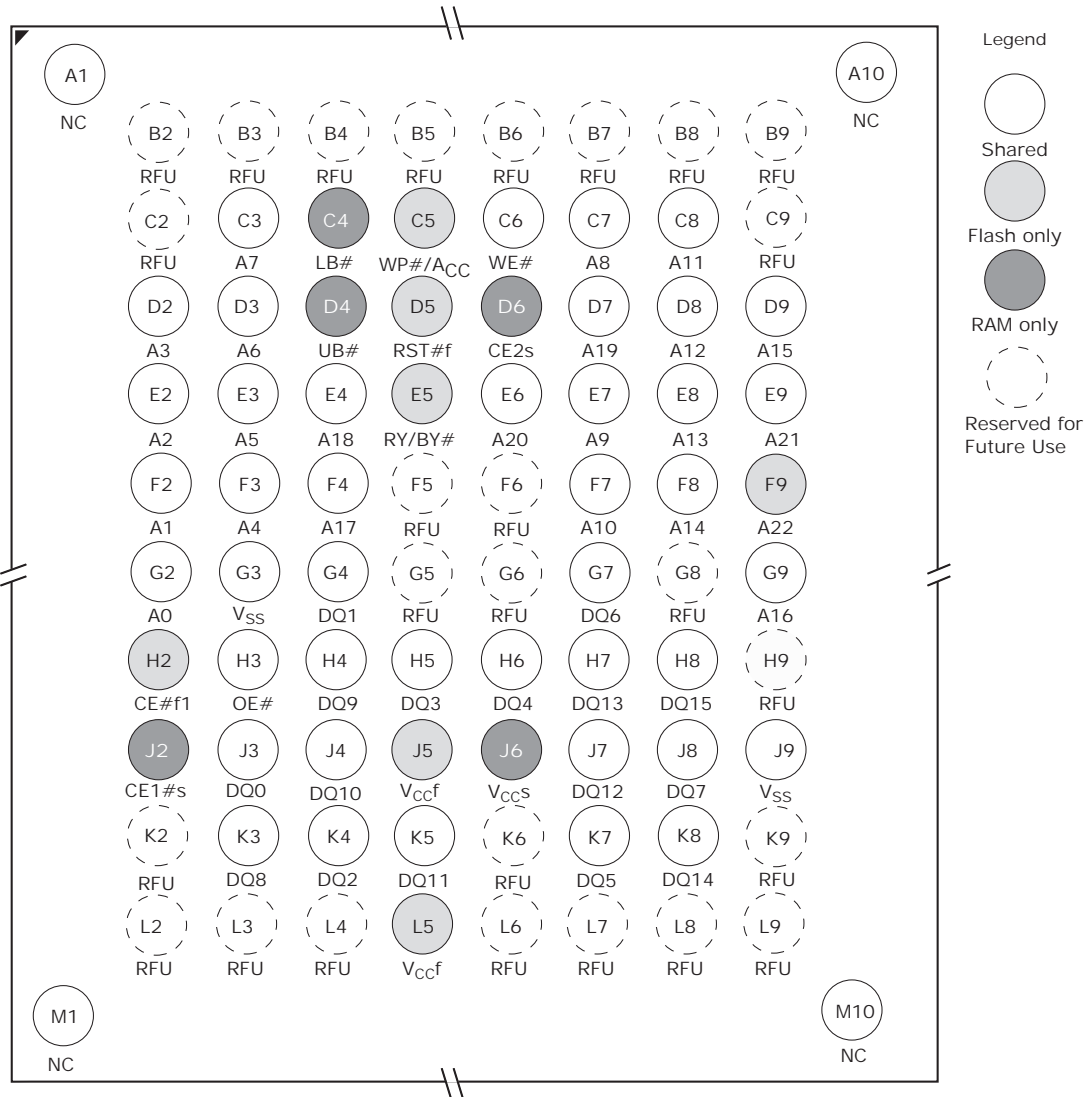 Legend
A1 A10
NC NC
B2 B3 B4 B5 B6 B7 B8 B9
RFU RFU RFU RFU RFU RFU RFU RFU
C2 C3 C4 C5 C6 C7 C8 C9
RFU A7 LB# WP#/ACC WE# A8 A11 RFU
D2 D3 D4 D5 D6 D7 D8 D9
A3 A6 UB# RST#f CE2s A19 A12 A15
E2 E3 E4 E5 E6 E7 E8 E9
A2 A5 A18 RY/BY# A20 A9 A13 A21
F2 F3 F4 F5 F6 F7 F8 F9
A1 A4 A17 RFU RFU A10 A14 A22
G2 G3 G4 G5 G6 G7 G8 G9
A0 VSS DQ1 RFU RFU DQ6 RFU A16
H2 H3 H4 H5 H6 H7 H8 H9
CE#f1 OE# DQ9 DQ3 DQ4 DQ13 DQ15 RFU
J2 J3 J4 J5 J6 J7 J8 J9
CE1#s DQ0 DQ10 VCCf VCCs DQ12 DQ7 VSS
K2 K3 K4 K5 K6 K7 K8 K9
RFU DQ8 DQ2 DQ11 RFU DQ5 DQ14 RFU
L2 L3 L4 L5 L6 L7 L8 L9
RFU RFU RFU VCCf RFU RFU RFU RFU
M1 M10
NC NC
Shared
Flash only
RAM only
Reserved for
Future Use